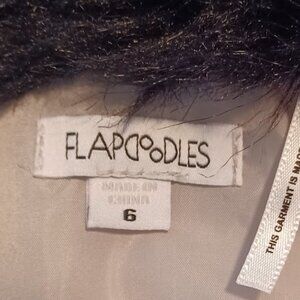 FLAPDOODLES
MADE IN
CHINA
6
THIS GARMENT IS MADE